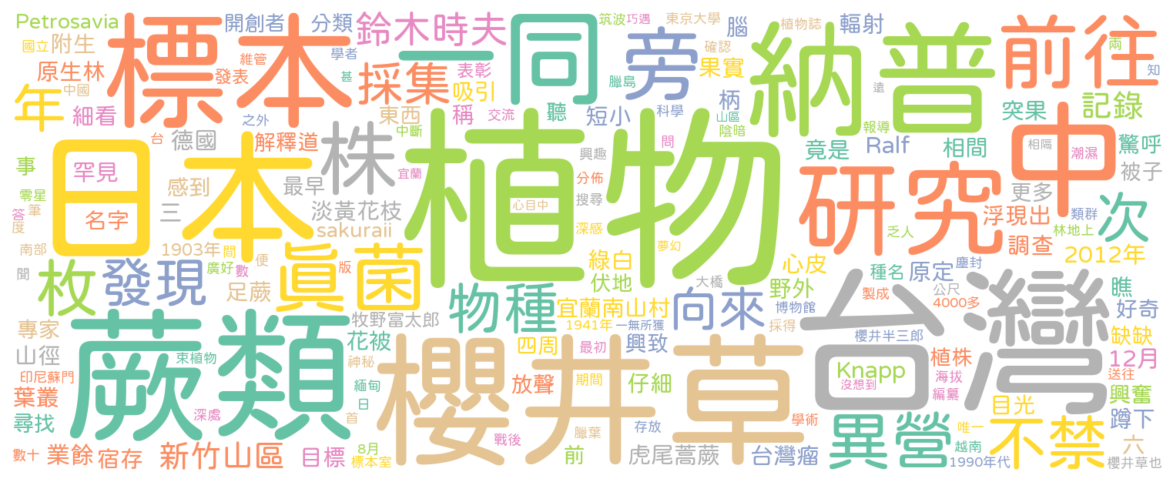 Petrosavia
開創者
分類
鈴木時夫
一同
旁
筑波
巧遇
東京大學
腦
植物誌
輻射
前往
兩
知
國立
附生
標本
維管
學者
原生林
發表
甚
採集
表彰
臘島
確認
果實
納普
中國
吸引
年
細看
東西
稱
交流
聽
短小
科學
柄
山區
遠
突果
記錄
台
德國
之外
解釋道
中斷
植物
問
陰暗
報導
竟是
Ralf
相間
中
相隔
潮濕
驚呼
事
罕見
日本
株
宜蘭
興趣
分佈
研究
被子
零星
筆
感到
最早
搜尋
更多
次
答
名字
三
淡黃花枝
心目中
浮現出
類群
度
sakuraii
深感
乏人
林地上
南部
1903年
問
夢幻
調查
2012年
聞
廣好
數
便
版
綠白
心皮
種名
原定
塵封
枚
發現
足蕨
真菌
物種
伏地
大橋
野外
公尺
瞧
製成
4000多
牧野富太郎
宜蘭南山村
向來
博物館
台灣
好奇
專家
花被
1941年
一無所獲
採得
櫻井半三郎
缺缺
山徑
束植物
蕨類
神秘
四周
最初
興致
植株
12月
印尼蘇門
緬甸
櫻井草
放聲
期間
仔細
Knapp
沒想到
海拔
送往
葉叢
日
編纂
興奮
尋找
深處
首
學術
目光
唯一
蹲下
數十
業餘
宿存
新竹山區
目標
8月
標本室
戰後
臘葉
前
存放
虎尾蒿蕨
台灣瘤
異營
越南
1990年代
不禁
六
櫻井草也